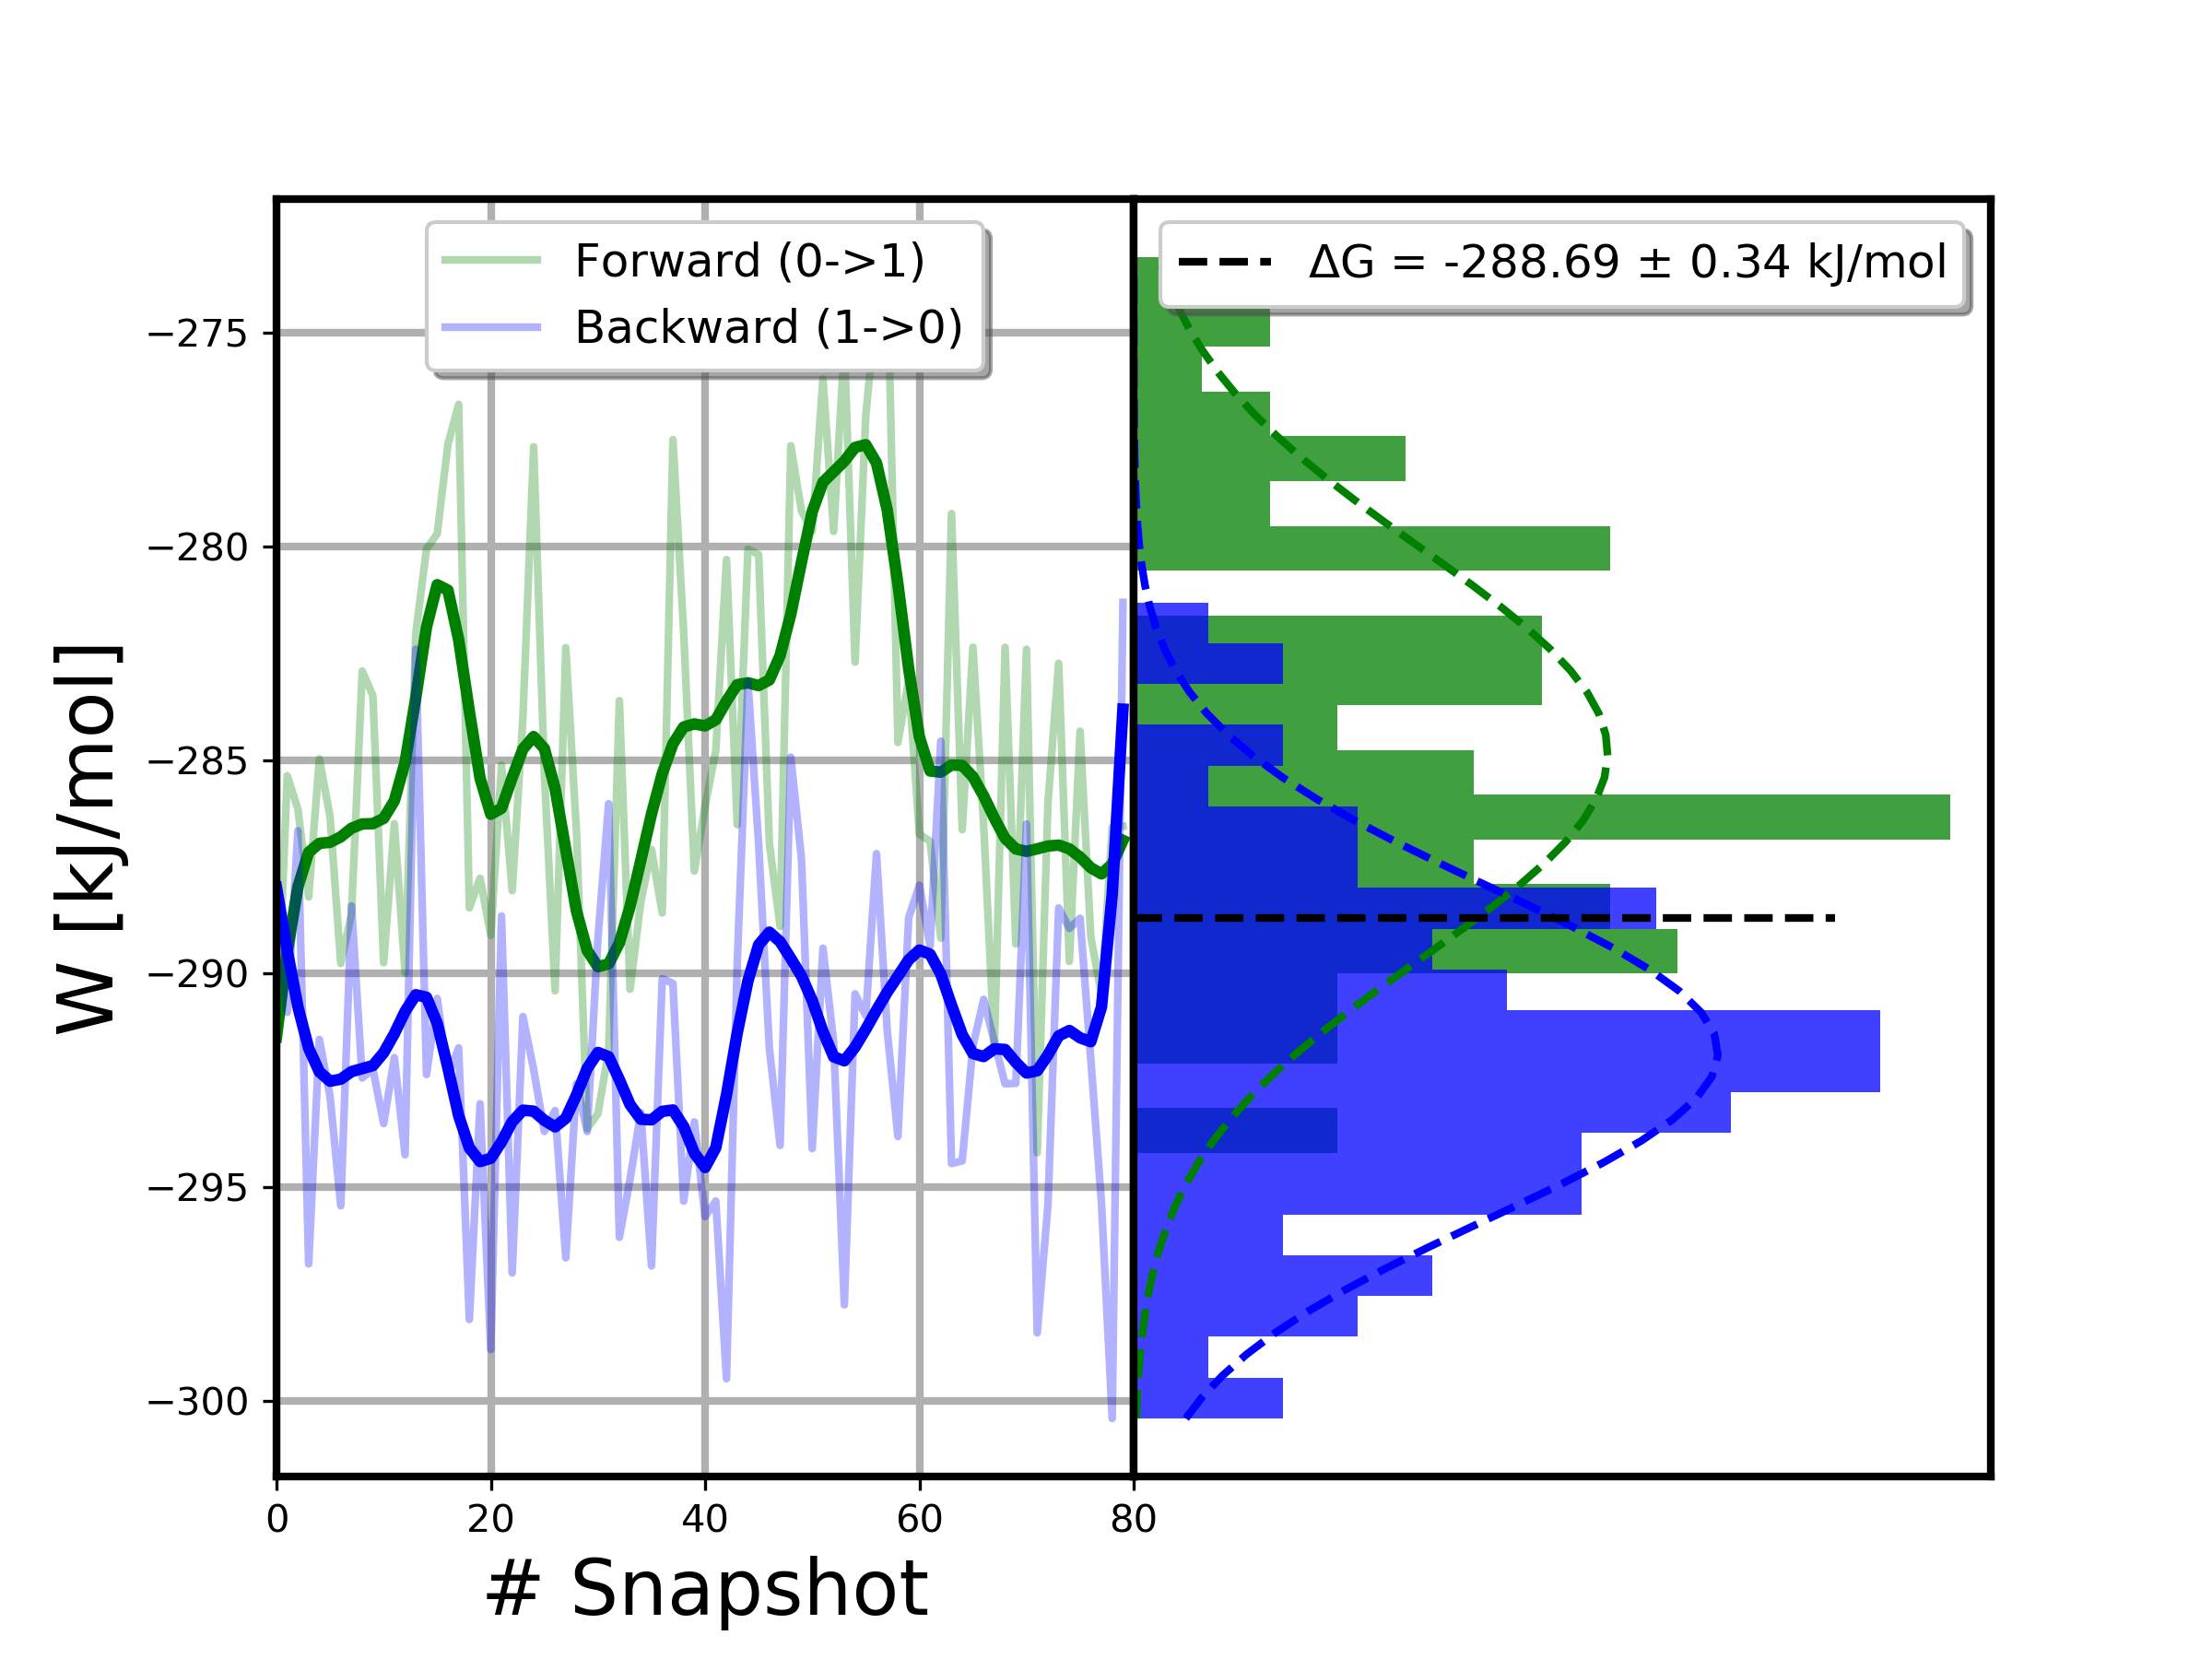 Forward (0->1)
Backward (1->0)
ΔG = -288.69 ± 0.34 kJ/mol
W [kJ/mol]
−275
−280
−285
−290
−295
−300
0 20 40 60 80
# Snapshot